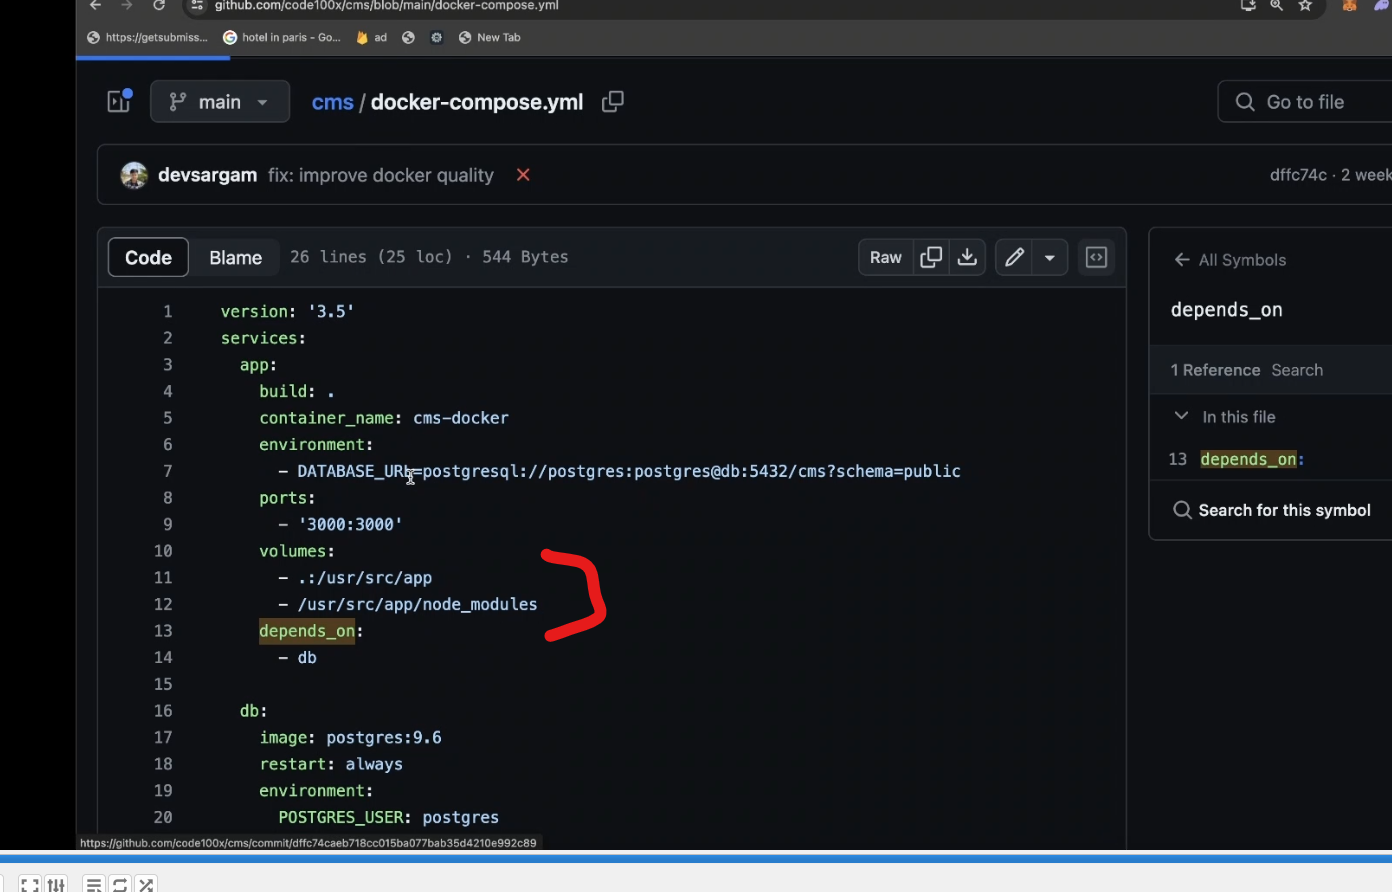 github.com/code100x/cms/blob/main/docker-compose.yml
https://getsubmiss... hotel in paris - Go... ad New Tab
main cms / docker-compose.yml Go to file
devsargam fix: improve docker quality dffc74c · 2 week
Code Blame 26 lines (25 loc) · 544 Bytes Raw
All Symbols
depends_on
1 Reference Search
In this file
13 depends_on:
Search for this symbol
1 version: '3.5'
2 services:
3 app:
4 build: .
5 container_name: cms-docker
6 environment:
7 - DATABASE_URL=postgresql://postgres:postgres@db:5432/cms?schema=public
8 ports:
9 - '3000:3000'
10 volumes:
11 - .:/usr/src/app
12 - /usr/src/app/node_modules
13 depends_on:
14 - db
15
16 db:
17 image: postgres:9.6
18 restart: always
19 environment:
20 POSTGRES_USER: postgres
https://github.com/code100x/cms/commit/dffc74caeb718cc015ba077bab35d4210e992c89